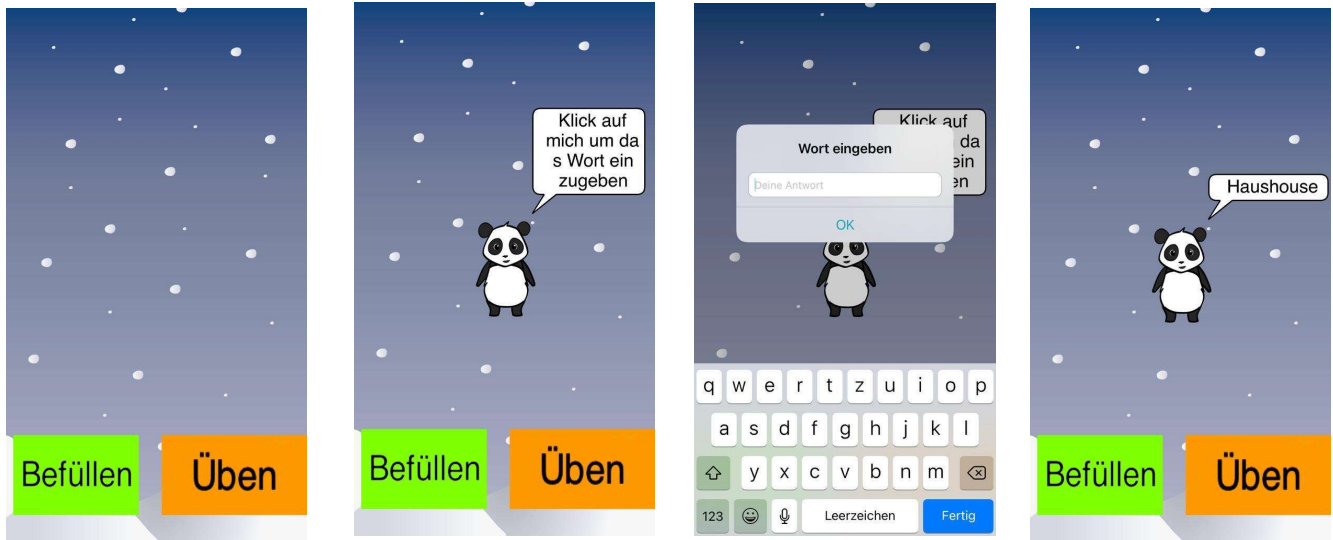 Befüllen
Üben
Klick auf
mich um da
s Wort ein
zugeben
Befüllen
Üben
Klick auf
da
ein
en
Wort eingeben
Deine Antwort
OK
q w e r t z u i o p
a s d f g h j k l
y x c v b n m
123 Leerzeichen Fertig
Haushouse
Befüllen
Üben